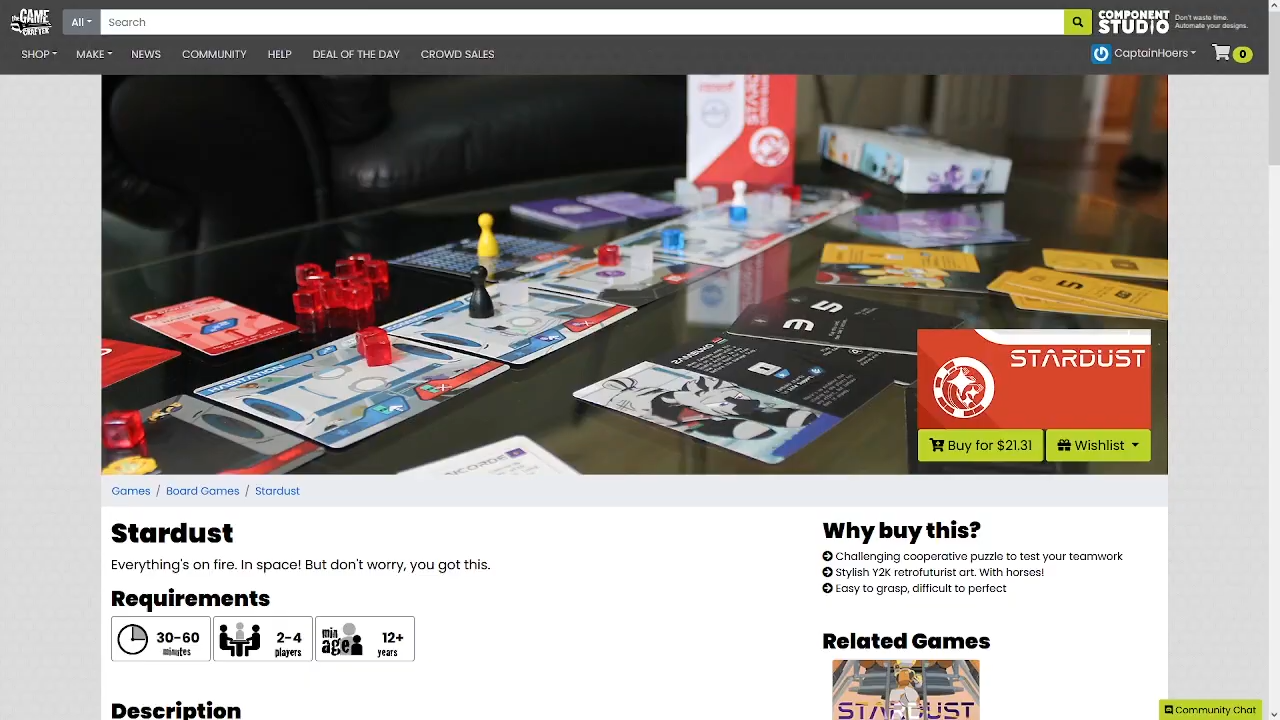 the GAME CRAFTER
All
Search
COMPONENT STUDIO
Don't waste time.
Automate your designs.
SHOP
MAKE
NEWS
COMMUNITY
HELP
DEAL OF THE DAY
CROWD SALES
CaptainHoers
0
3 5
STARDUST
Buy for $21.31
Wishlist
Games / Board Games / Stardust
Stardust
Everything's on fire. In space! But don't worry, you got this.
Requirements
30-60 minutes
2-4 players
min age 12+ years
Description
Why buy this?
Challenging cooperative puzzle to test your teamwork
Stylish Y2K retrofuturist art. With horses!
Easy to grasp, difficult to perfect
Related Games
STARDUST
Community Chat